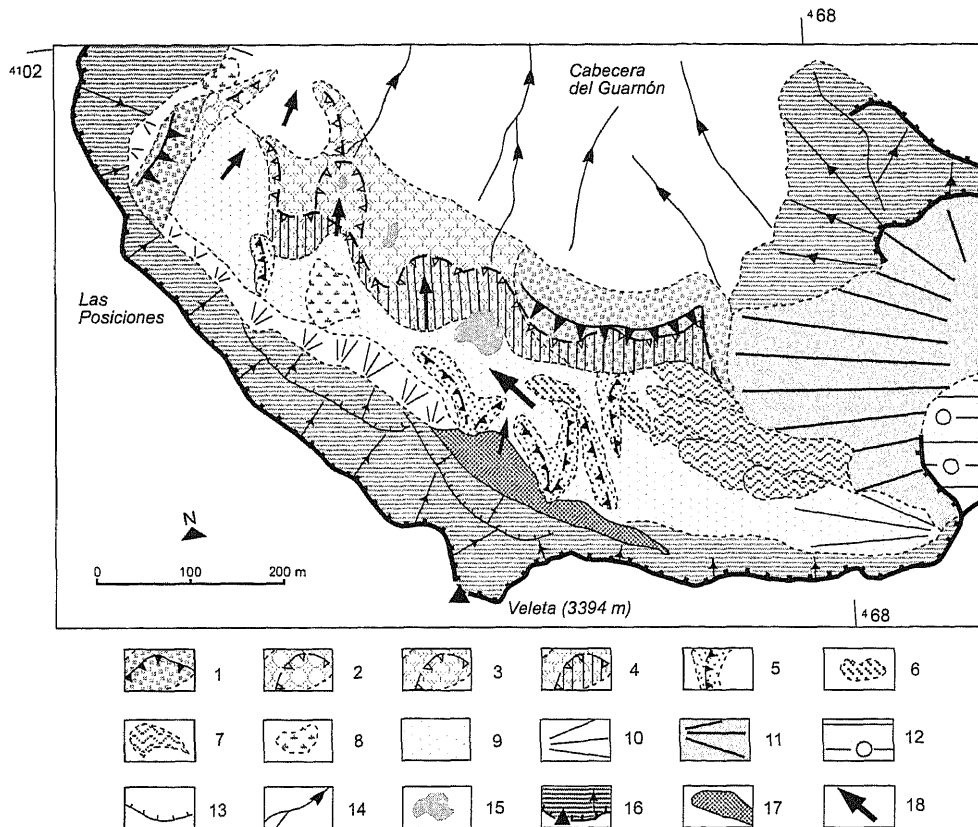 ⁴68
⁴¹02
Cabecera
del Guarnón
Las
Posiciones
N
0 100 200 m
Veleta (3394 m)
⁴68
1 2 3 4 5 6
7 8 9 10 11 12
13 14 15 16 17 18